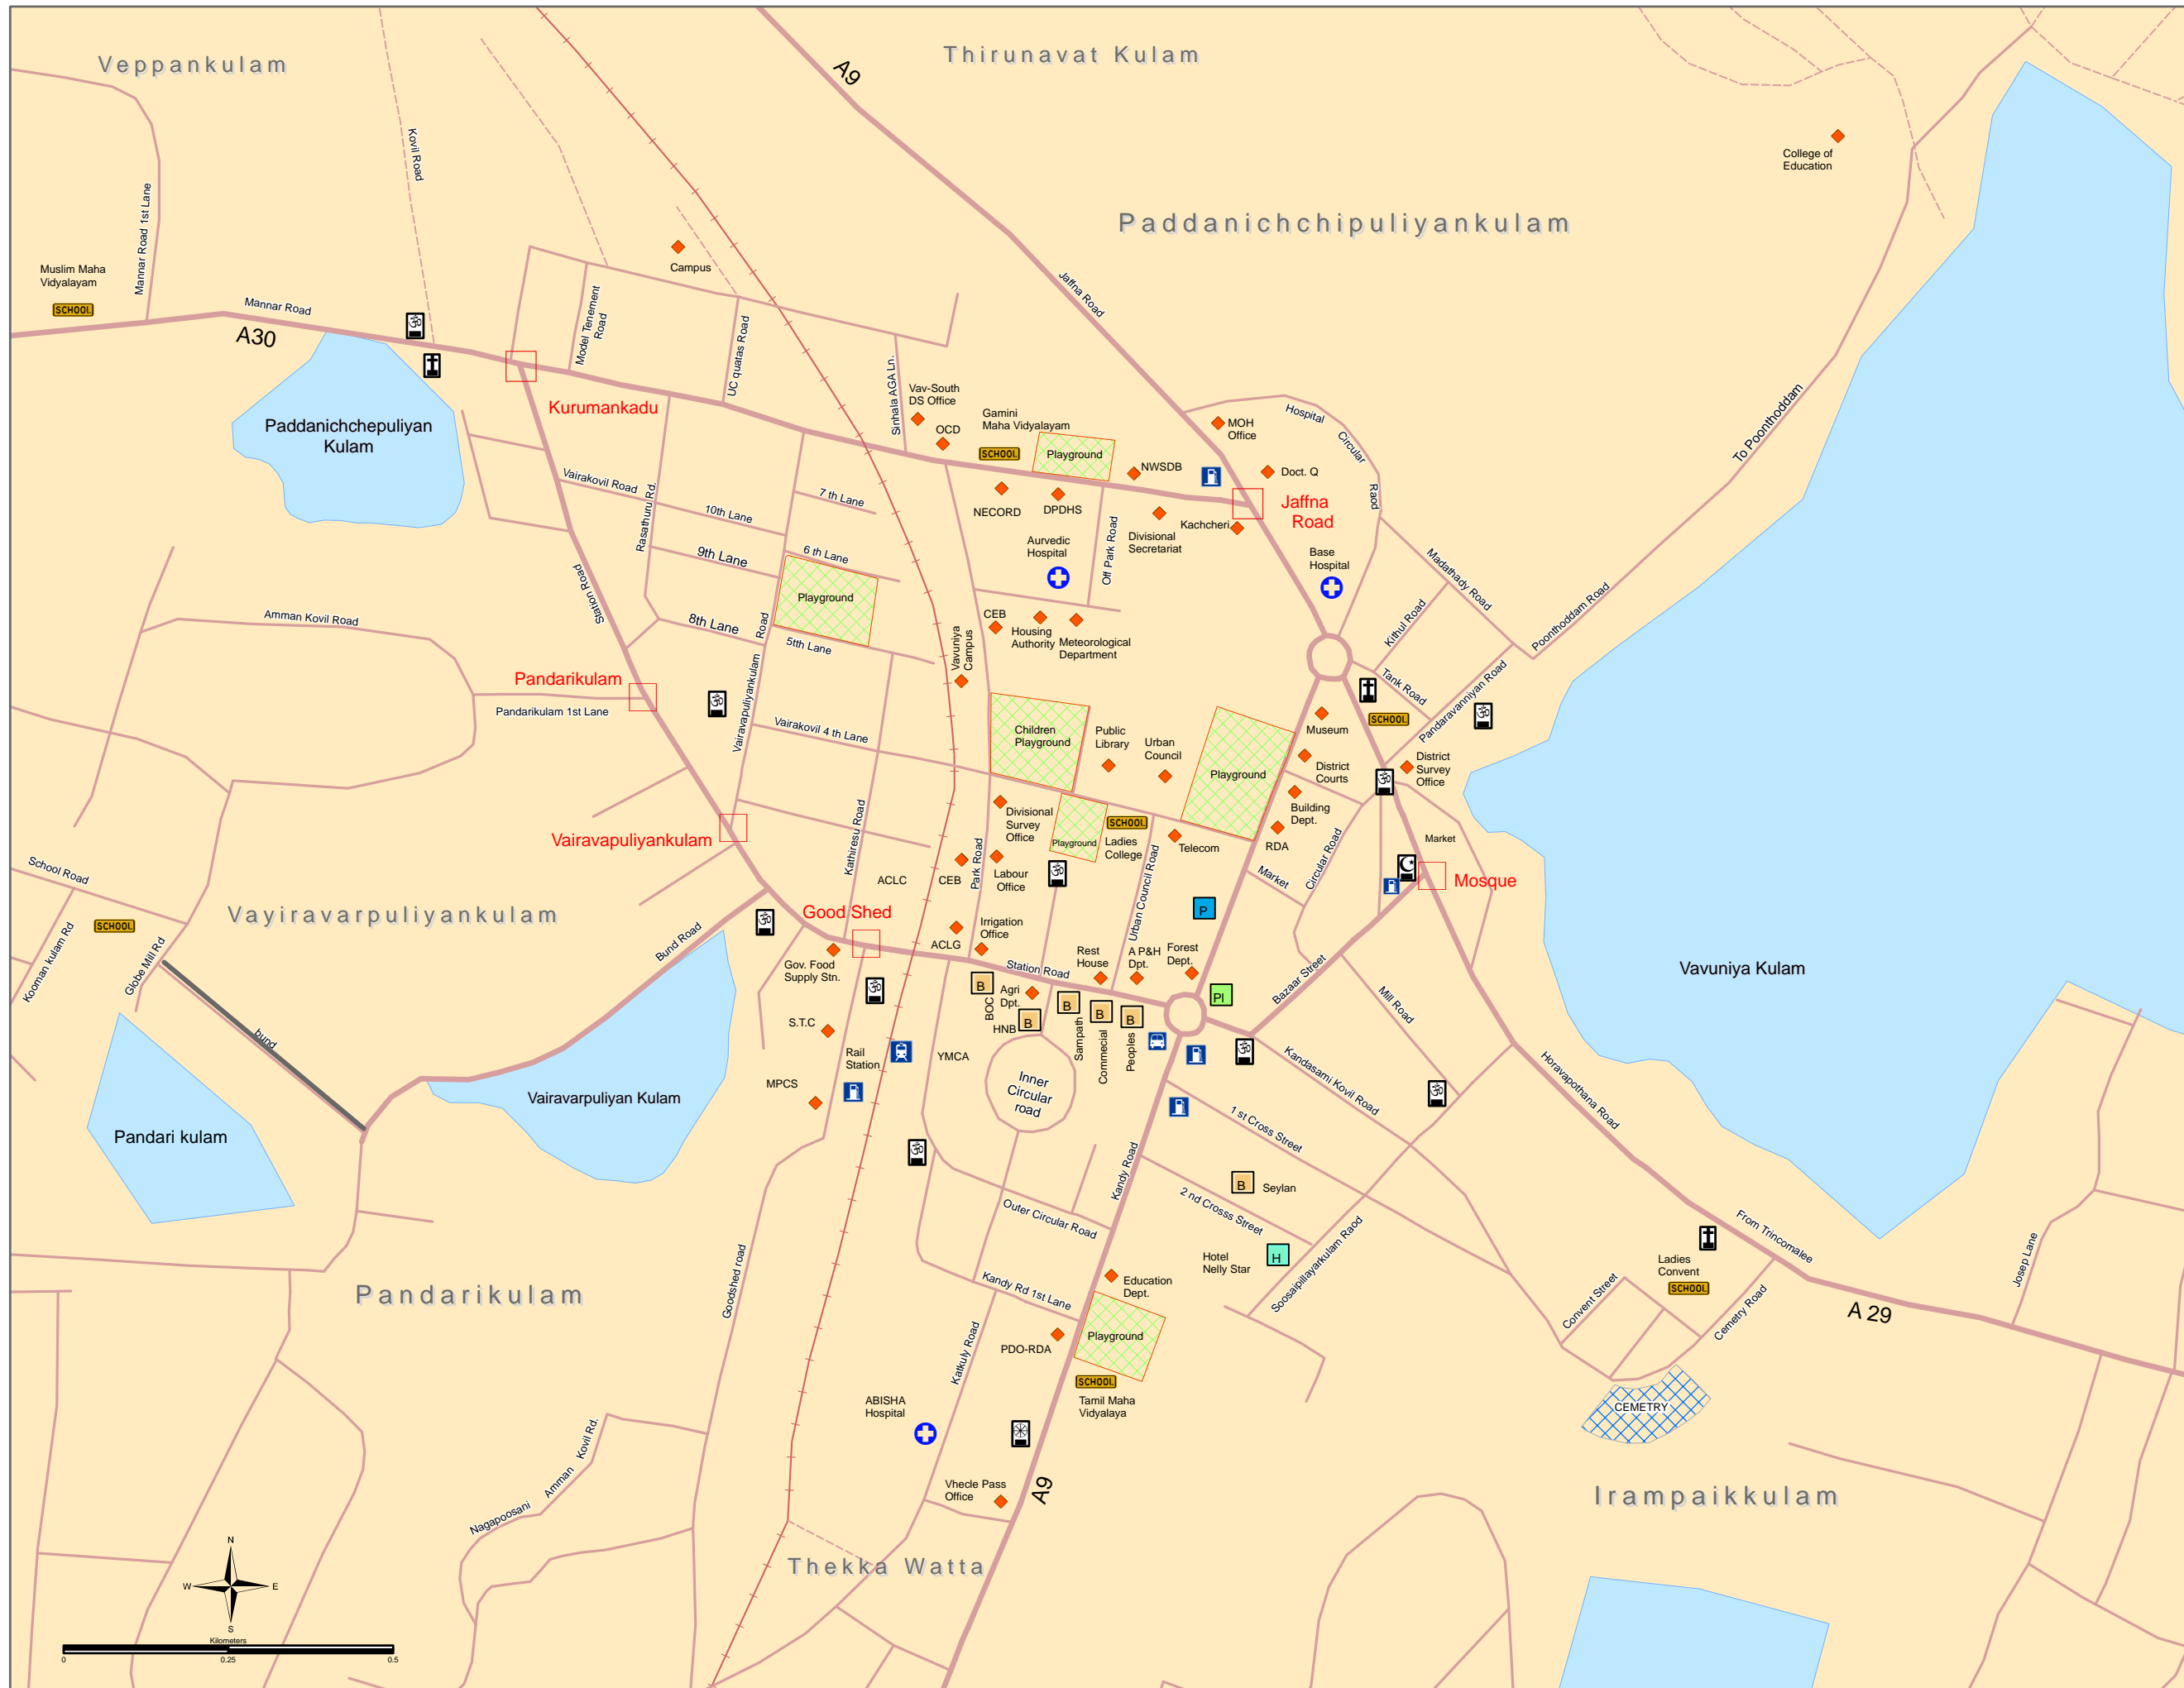 Veppankulam
Thirunavat Kulam
A9
Kovil Road
College of
Education
Paddanichchipuliyankulam
Mannar Road 1st Lane
Muslim Maha
Vidyalayam
SCHOOL
Mannar Road
A30
Campus
Jaffna Road
Model Tenement
Road
UC quatas Road
Sinhala AGA Ln.
Kurumankadu
Paddanichchepuliyan
Kulam
Vav-South
DS Office
OCD
Gamini
Maha Vidyalayam
SCHOOL
Playground
NWSDB
MOH
Office
Hospital
Circular
Raod
Doct. Q
Jaffna
Road
To Poonthoddam
Vairakovil Road
Rasathuru Rd.
10th Lane
7 th Lane
9th Lane
6 th Lane
NECORD
DPDHS
Divisional
Secretariat
Kachcheri
Aurvedic
Hospital
Off Park Road
Base
Hospital
Madathady Road
Kithul Road
Poonthoddam Road
Station Road
Amman Kovil Road
Playground
8th Lane
Road
5tth Lane
Vairavapuliyankulam
CEB
Housing
Authority
Meteorological
Department
Vavuniya
Campus
Pandarikulam
Pandarikulam 1st Lane
Tank Road
Pandaravanniyan Road
SCHOOL
Vairakovil 4 th Lane
Children
Playground
Public
Library
Urban
Council
Playground
Museum
District
Courts
District
Survey
Office
Building
Dept.
Vairavapuliyankulam
Kathiresu Road
Divisional
Survey
Office
Playground
SCHOOL
Ladies
College
Telecom
RDA
Market
Circular Road
Market
Mosque
School Road
SCHOOL
Vayiravarpuliyankulam
ACLC
CEB
Park Road
Labour
Office
Urban Council Road
P
Good Shed
Kooman kulam Rd
Globe Mill Rd
Bund Road
Gov. Food
Supply Stn.
ACLG
Irrigation
Office
Station Road
Rest
House
A P&H
Dpt.
Forest
Dept.
Bazaar Street
Vavuniya Kulam
B
BOC
Agri
Dpt.
HNB
B
B
Sampath
B
Commecial
B
Peoples
PI
Mill Road
bund
S.T.C
Rail
Station
YMCA
MPCS
Inner
Circular
road
Kandasami Kovil Road
Horavapothana Road
Pandari kulam
Vairavarpuliyan Kulam
1 st Cross Street
Kandy Road
B
Seylan
2 nd Crosss Street
Outer Circular Road
Soosaipillayarkulam Raod
From Trincomalee
Hotel
Nelly Star
H
Ladies
Convent
SCHOOL
Josep Lane
Pandarikulam
Goodshed road
Kandy Rd 1st Lane
Education
Dept.
Convent Street
Cemetry Road
A 29
PDO-RDA
Playground
Katkuly Road
SCHOOL
Tamil Maha
Vidyalaya
ABISHA
Hospital
CEMETRY
Nagapoosani
Amman
Kovil Rd.
Vhecle Pass
Office
A9
Irampaikkulam
Thekka Watta
N
W
E
S
Kilometers
0
0.25
0.5